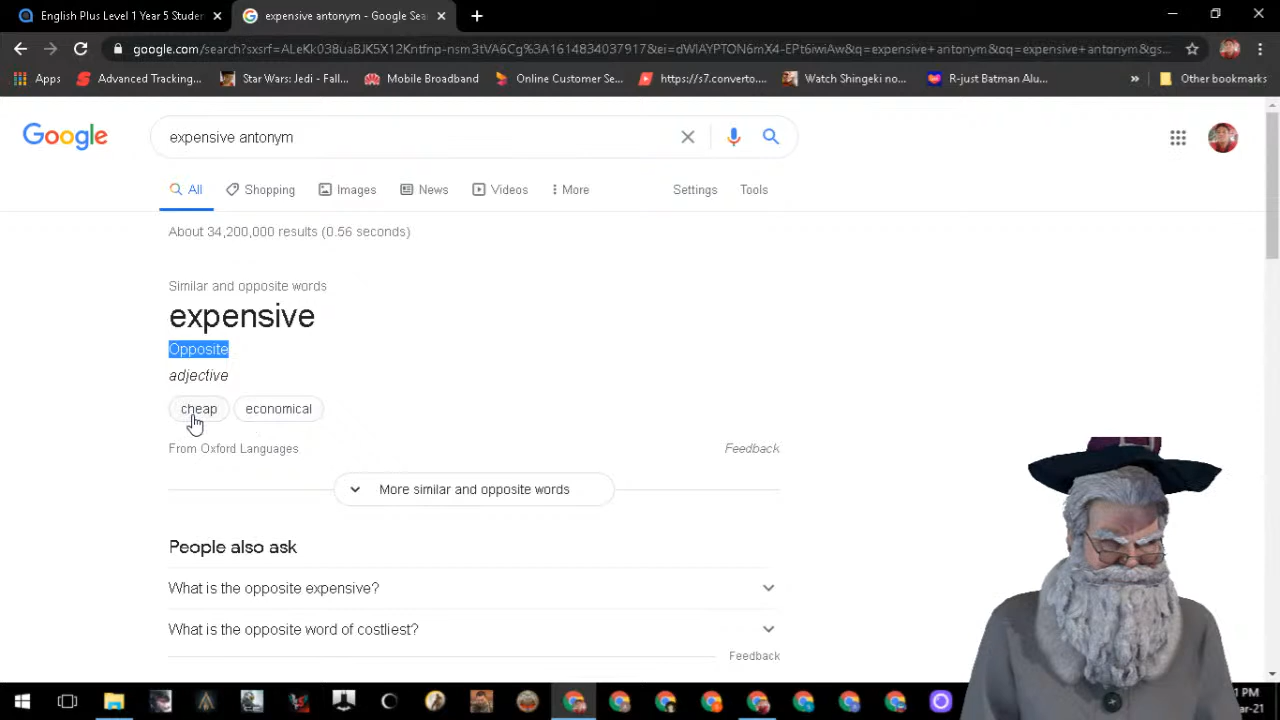 English Plus Level 1 Year 5 Studen
expensive antonym - Google Sea
google.com/search?sxsrf=ALeKk038uaBJK5X12Kntfnp-nsm3tVA6Cg%3A1614834037917&ei=dWlAYPTON6mX4-EPt6iwiAw&q=expensive+antonym&oq=expensive+antonym&gs...
Apps
Advanced Tracking...
Star Wars: Jedi - Fall...
Mobile Broadband
Online Customer Se...
https://s7.converto...
Watch Shingeki no...
R-just Batman Alu...
Other bookmarks
Google
expensive antonym
All
Shopping
Images
News
Videos
More
Settings
Tools
About 34,200,000 results (0.56 seconds)
Similar and opposite words
expensive
Opposite
adjective
cheap
economical
From Oxford Languages
Feedback
More similar and opposite words
People also ask
What is the opposite expensive?
What is the opposite word of costliest?
Feedback
1 PM
ar-21